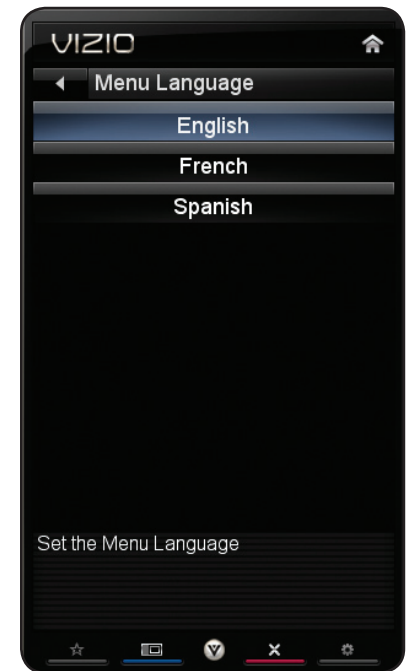 VIZIO
Menu Language
English
French
Spanish
Set the Menu Language